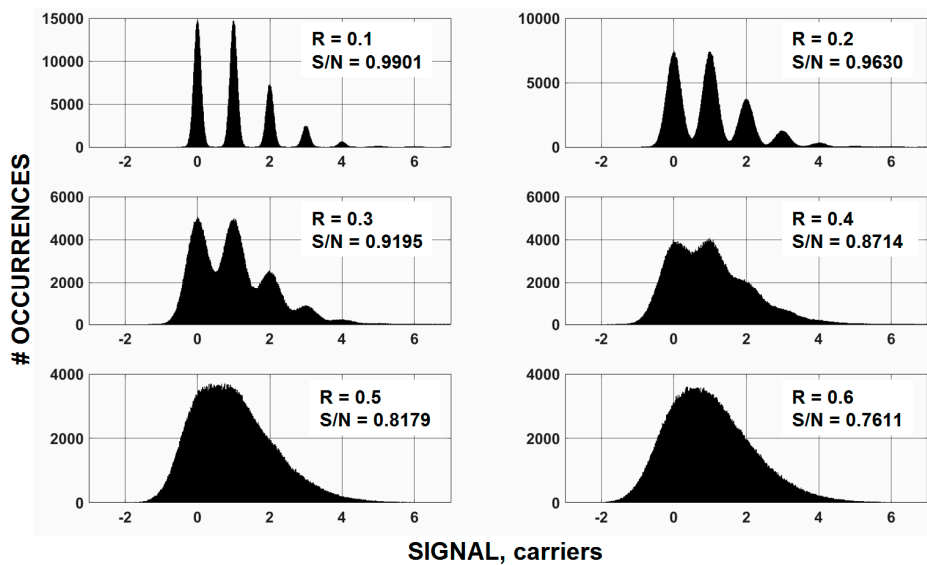 15000
R = 0.1
S/N = 0.9901
10000
5000
0
-2 0 2 4 6
10000
R = 0.2
S/N = 0.9630
5000
0
-2 0 2 4 6
# OCCURRENCES
6000
R = 0.3
S/N = 0.9195
4000
2000
0
-2 0 2 4 6
6000
R = 0.4
S/N = 0.8714
4000
2000
0
-2 0 2 4 6
4000
R = 0.5
S/N = 0.8179
2000
0
-2 0 2 4 6
4000
R = 0.6
S/N = 0.7611
2000
0
-2 0 2 4 6
SIGNAL, carriers